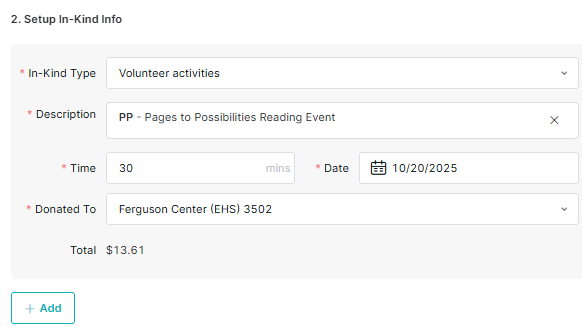 2. Setup In-Kind Info
* In-Kind Type Volunteer activities
* Description PP - Pages to Possibilities Reading Event
* Time 30 mins * Date 10/20/2025
* Donated To Ferguson Center (EHS) 3502
Total $13.61
+ Add